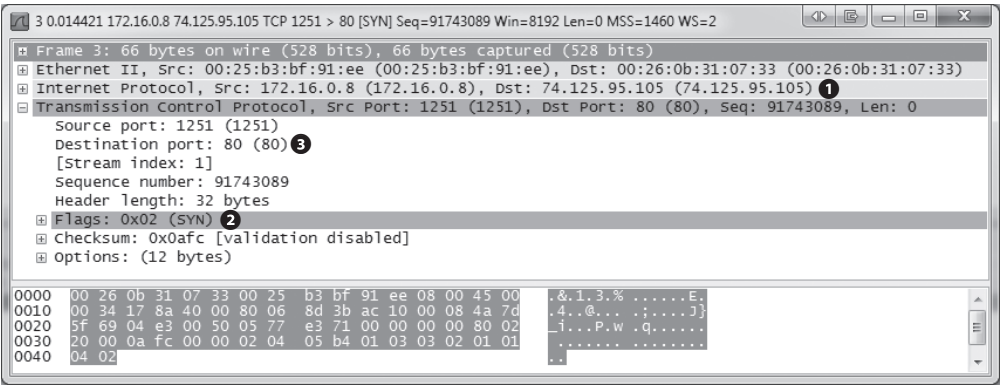 3 0.014421 172.16.0.8 74.125.95.105 TCP 1251 > 80 [SYN] Seq=91743089 Win=8192 Len=0 MSS=1460 WS=2
Frame 3: 66 bytes on wire (528 bits), 66 bytes captured (528 bits)
Ethernet II, Src: 00:25:b3:bf:91:ee (00:25:b3:bf:91:ee), Dst: 00:26:0b:31:07:33 (00:26:0b:31:07:33)
Internet Protocol, Src: 172.16.0.8 (172.16.0.8), Dst: 74.125.95.105 (74.125.95.105) 1
Transmission Control Protocol, Src Port: 1251 (1251), Dst Port: 80 (80), Seq: 91743089, Len: 0
Source port: 1251 (1251)
Destination port: 80 (80) 3
[Stream index: 1]
Sequence number: 91743089
Header length: 32 bytes
Flags: 0x02 (SYN) 2
Checksum: 0x0afc [validation disabled]
Options: (12 bytes)
0000 00 26 0b 31 07 33 00 25 b3 bf 91 ee 08 00 45 00 .&.1.3.% ......E.
0010 00 34 17 8a 40 00 80 06 8d 3b ac 10 00 08 4a 7d .4..@... .;....J}
0020 5f 69 04 e3 00 50 05 77 e3 71 00 00 00 00 80 02 _i...P.w .q......
0030 20 00 0a fc 00 00 02 04 05 b4 01 03 03 02 01 01 ....... ........
0040 04 02 ..